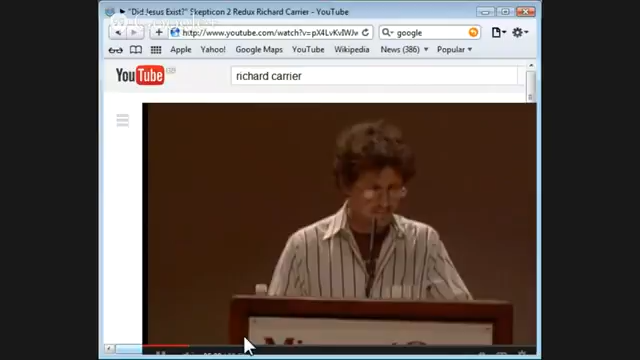 "Did Jesus Exist?" Skepticon 2 Redux Richard Carrier - YouTube
http://www.youtube.com/watch?v=pX4LvKvIWJw
google
Apple Yahoo! Google Maps YouTube Wikipedia News (386) Popular
YouTube
richard carrier